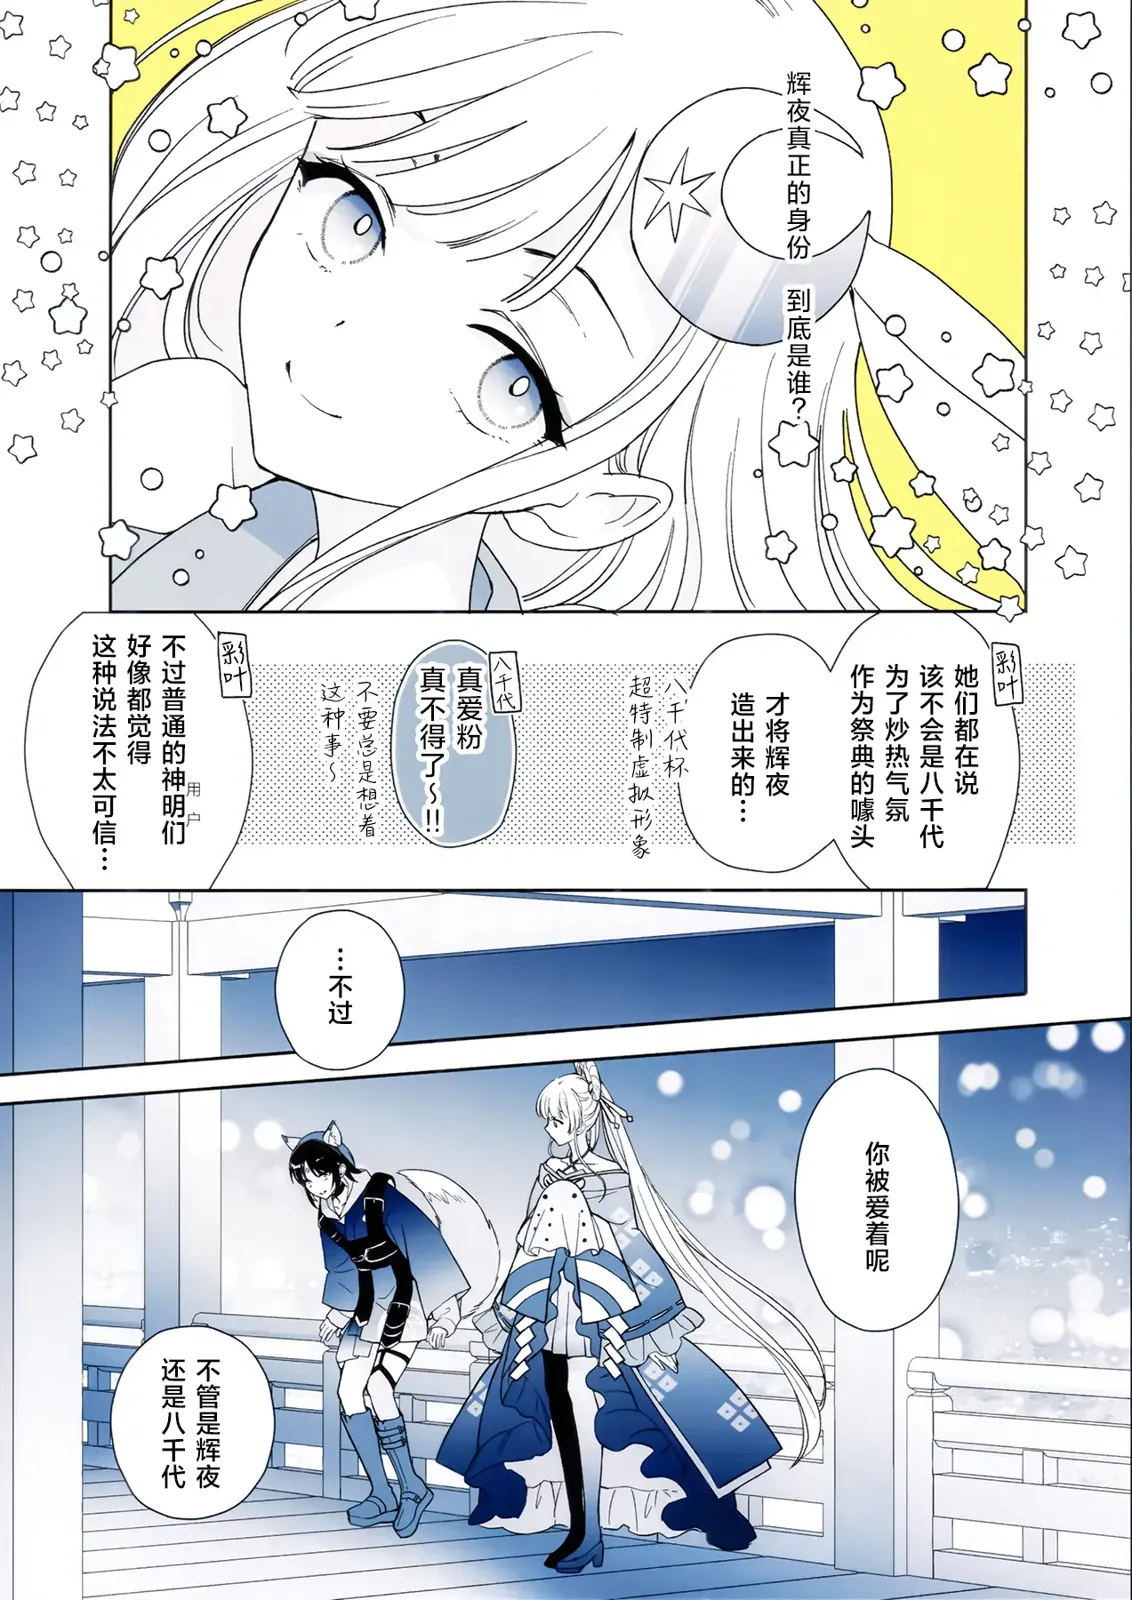 辉夜真正的身份
到底是谁？
彩叶
她们都在说
该不会是八千代
为了炒热气氛
作为祭典的噱头
才将辉夜
造出来的…
八千代杯
超特制虚拟形象
八千代
真爱粉
真不得了～!!
不要总是想着
这种事～
彩叶
不过普通的神明们
用户
好像都觉得
这种说法不太可信…
…不过
你被爱着呢
不管是辉夜
还是八千代